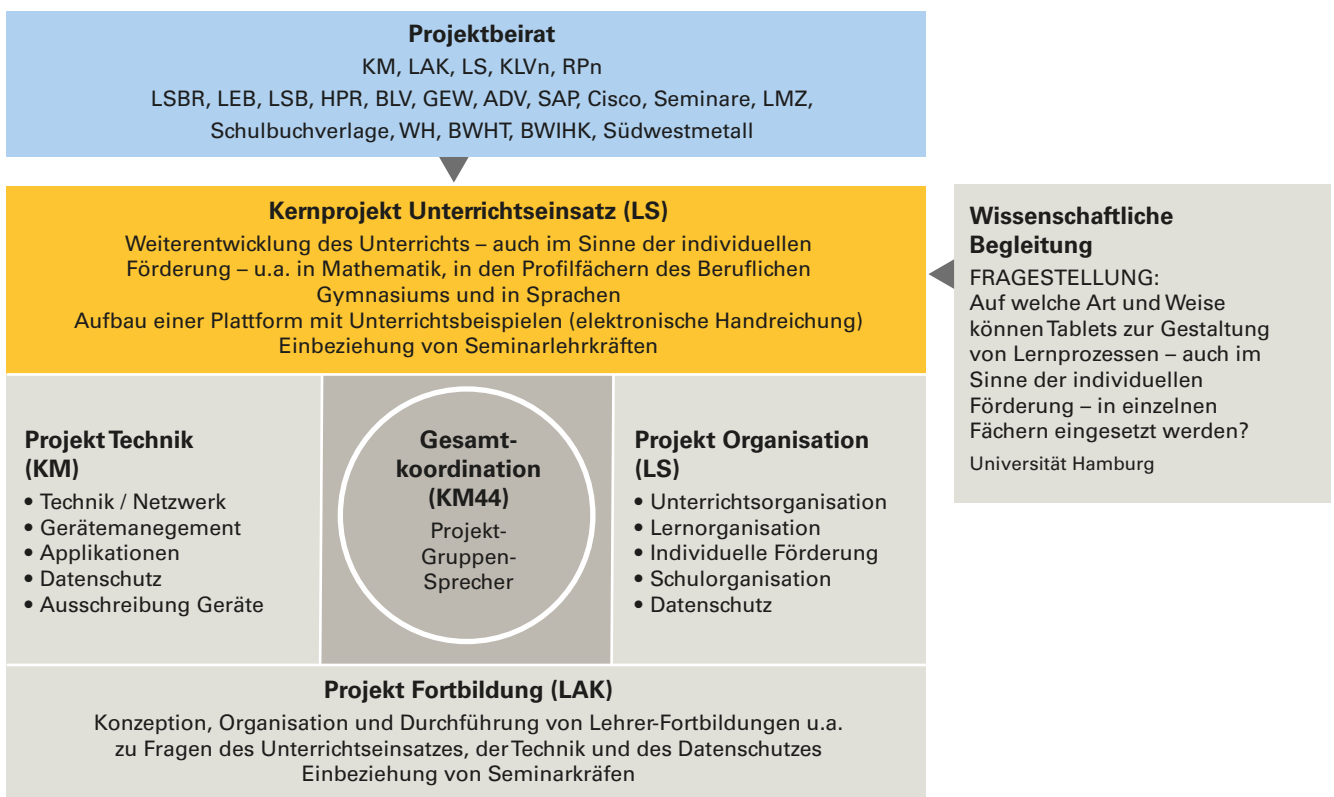 Projektbeirat
KM, LAK, LS, KLVn, RPn
LSBR, LEB, LSB, HPR, BLV, GEW, ADV, SAP, Cisco, Seminare, LMZ,
Schulbuchverlage, WH, BWHT, BWIHK, Südwestmetall
Kernprojekt Unterrichtseinsatz (LS)
Weiterentwicklung des Unterrichts – auch im Sinne der individuellen
Förderung – u.a. in Mathematik, in den Profilfächern des Beruflichen
Gymnasiums und in Sprachen
Aufbau einer Plattform mit Unterrichtsbeispielen (elektronische Handreichung)
Einbeziehung von Seminarlehrkräften
Wissenschaftliche
Begleitung
FRAGESTELLUNG:
Auf welche Art und Weise
können Tablets zur Gestaltung
von Lernprozessen – auch im
Sinne der individuellen
Förderung – in einzelnen
Fächern eingesetzt werden?
Universität Hamburg
Projekt Technik
(KM)
• Technik / Netzwerk
• Gerätemanegement
• Applikationen
• Datenschutz
• Ausschreibung Geräte
Gesamt-
koordination
(KM44)
Projekt-
Gruppen-
Sprecher
Projekt Organisation
(LS)
• Unterrichtsorganisation
• Lernorganisation
• Individuelle Förderung
• Schulorganisation
• Datenschutz
Projekt Fortbildung (LAK)
Konzeption, Organisation und Durchführung von Lehrer-Fortbildungen u.a.
zu Fragen des Unterrichtseinsatzes, der Technik und des Datenschutzes
Einbeziehung von Seminarkräfen